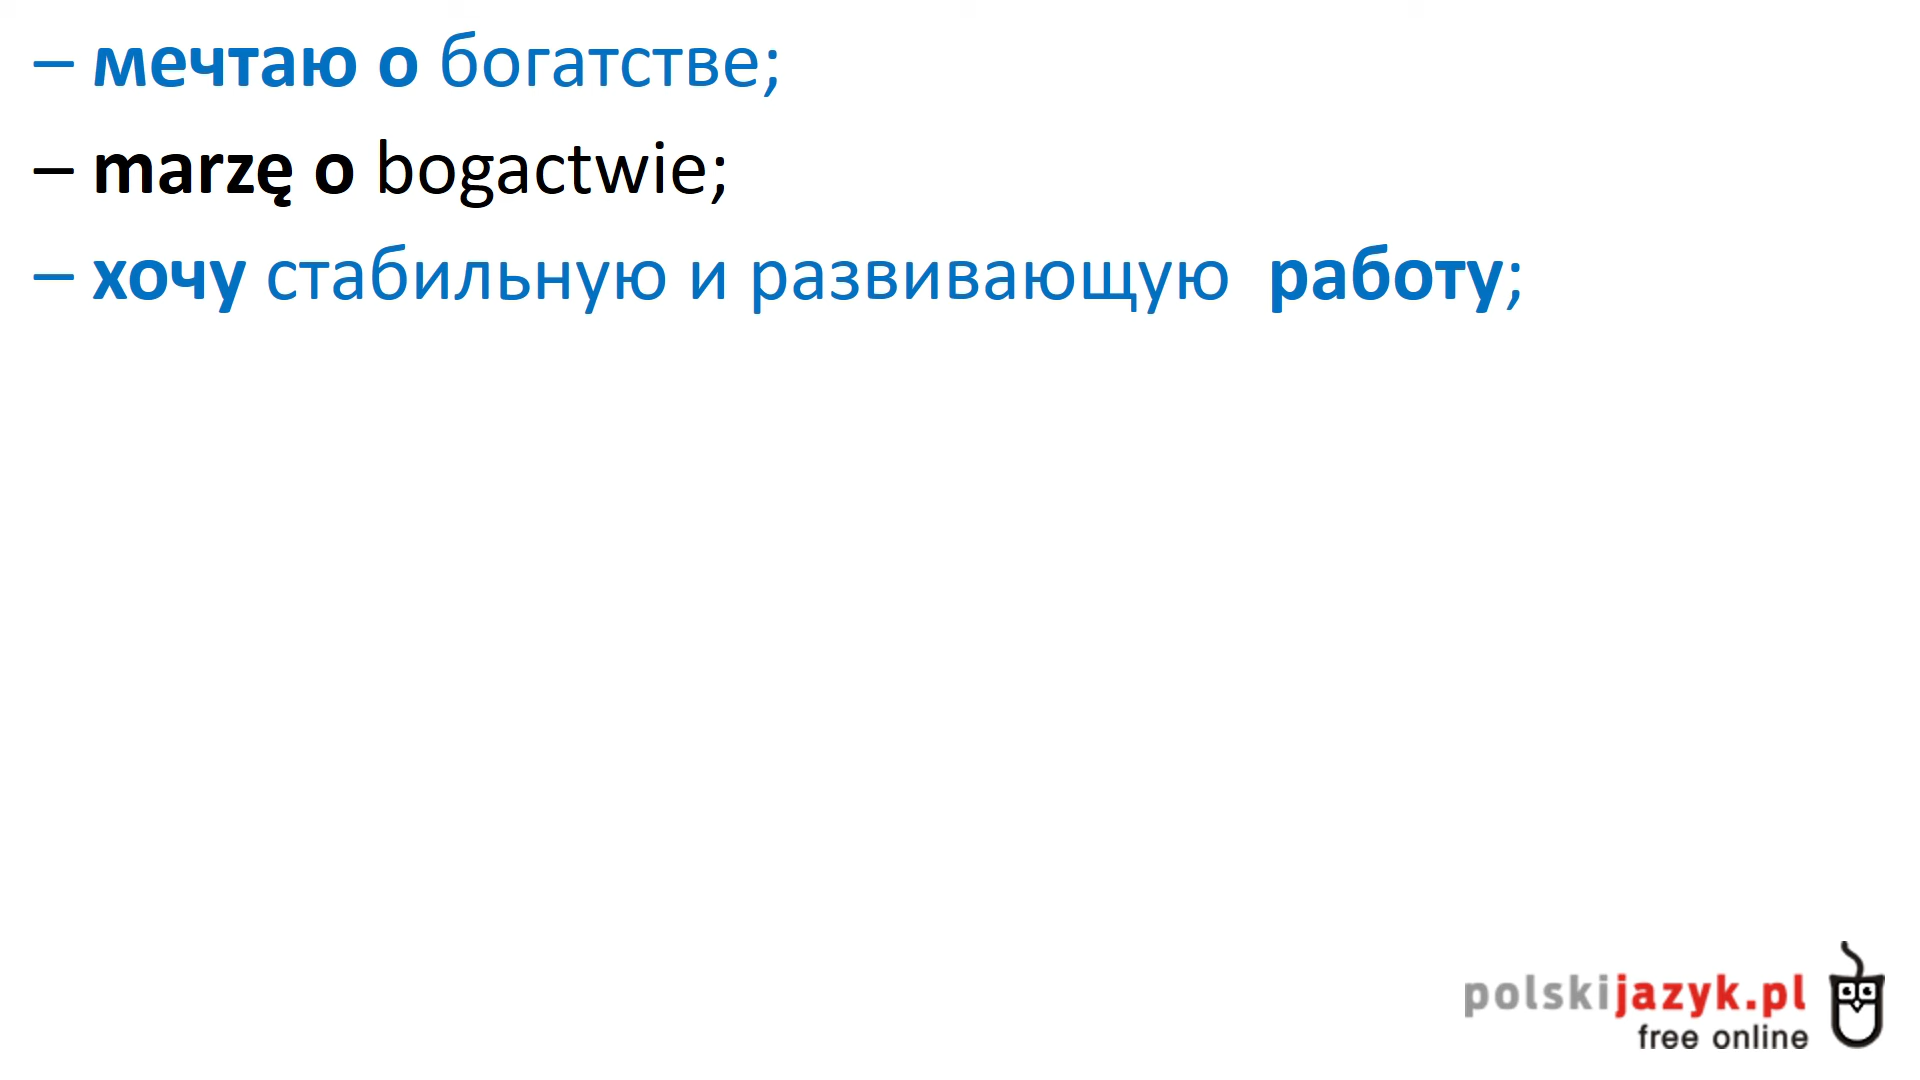 – мечтаю о богатстве;
– marzę o bogactwie;
– хочу стабильную и развивающую работу;
polskijazyk.pl
free online